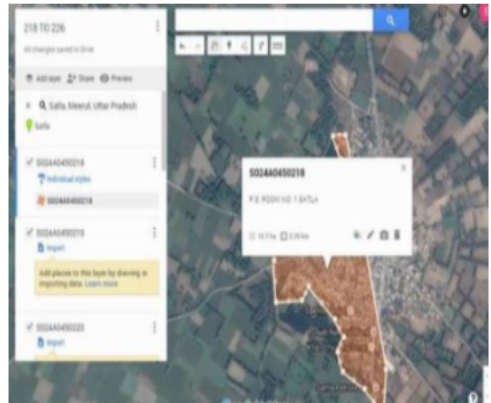 218 TO 226
All changes saved in Drive
Add layer Share Preview
Satla, Meerut, Uttar Pradesh
Satla
S024A0450218
Individual styles
S024A0450218
S024A0450219
Import
Add places to this layer by drawing or
importing data. Learn more
S024A0450220
Import
S024A0450218
P.S ROOM NO. 1 SATLA